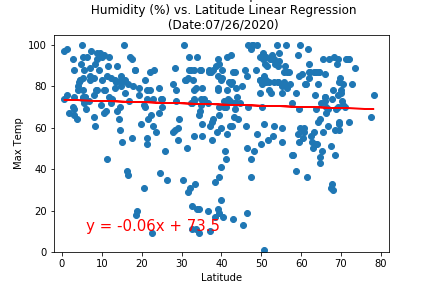 Humidity (%) vs. Latitude Linear Regression
(Date:07/26/2020)
100
80
60
40
20
0
Max Temp
y = -0.06x + 73.5
0 10 20 30 40 50 60 70 80
Latitude